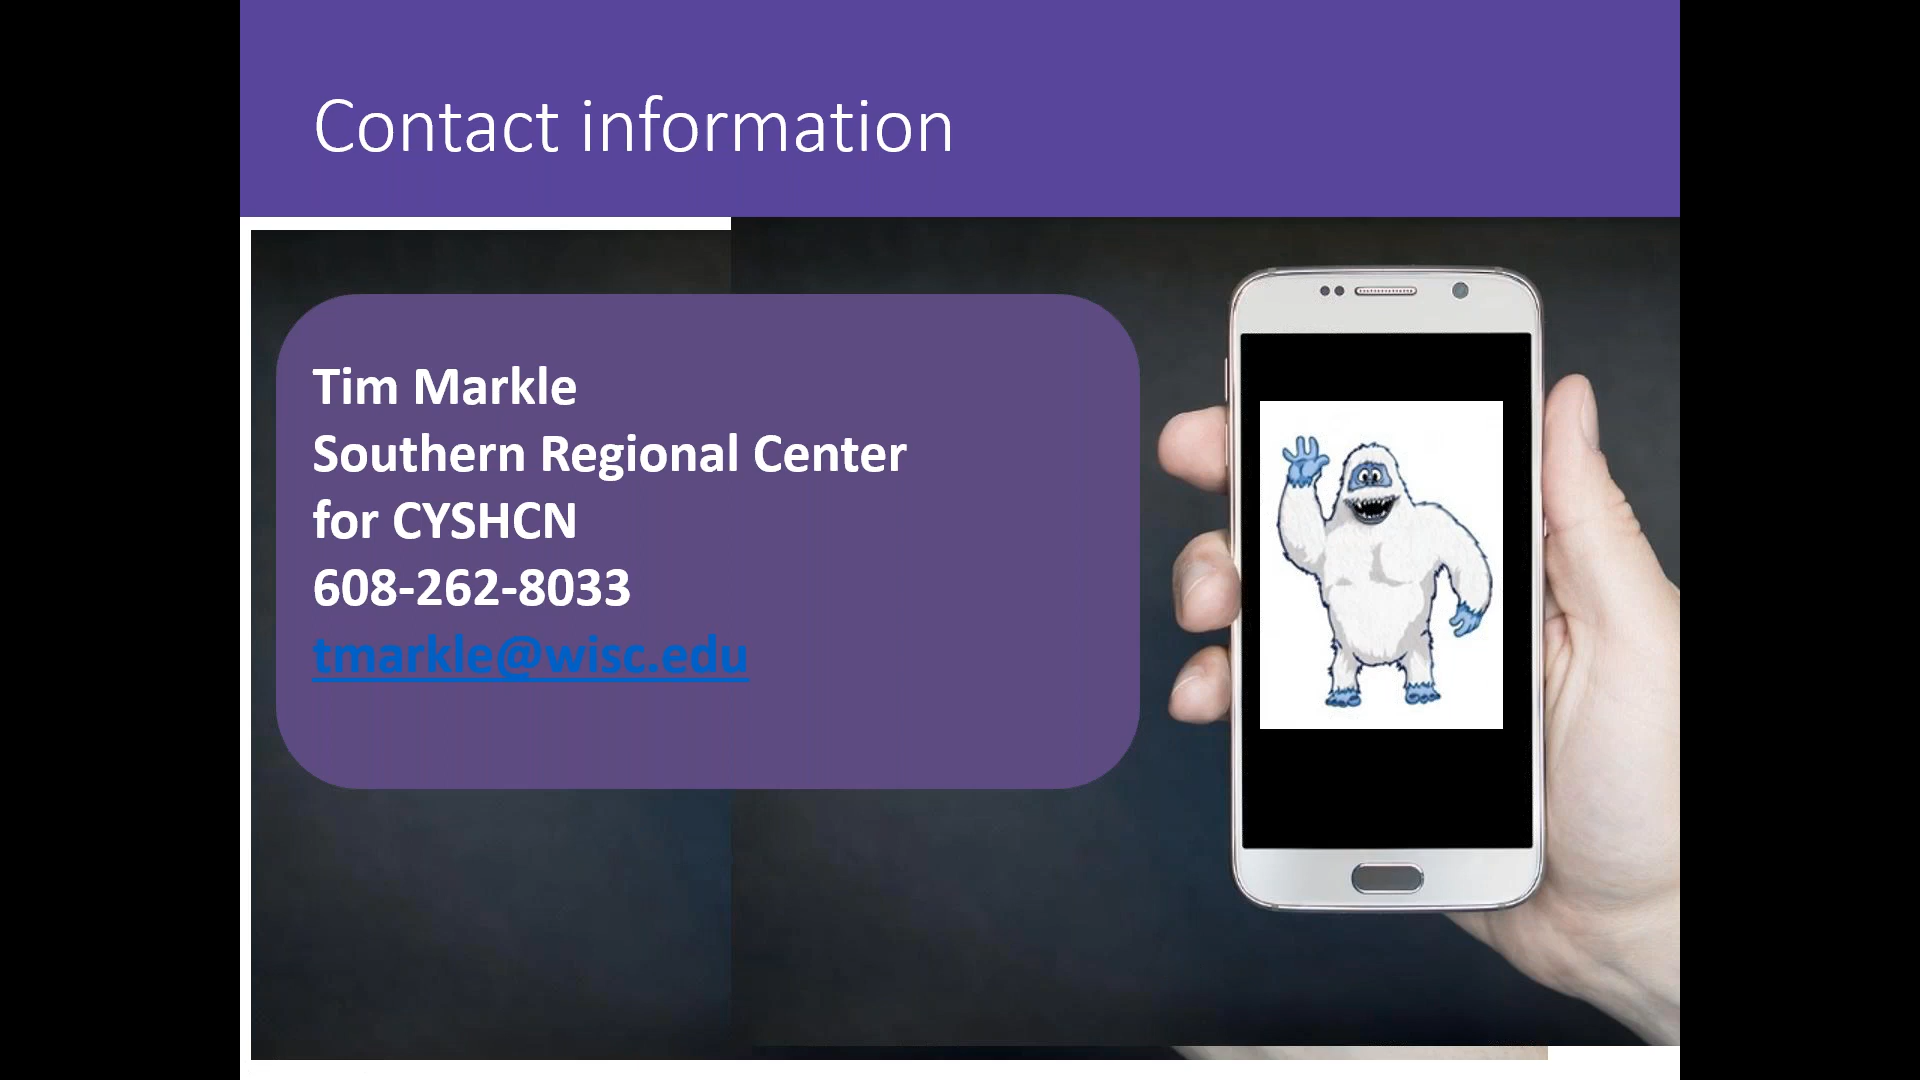 Contact information
Tim Markle
Southern Regional Center
for CYSHCN
608-262-8033
tmarkle@wisc.edu